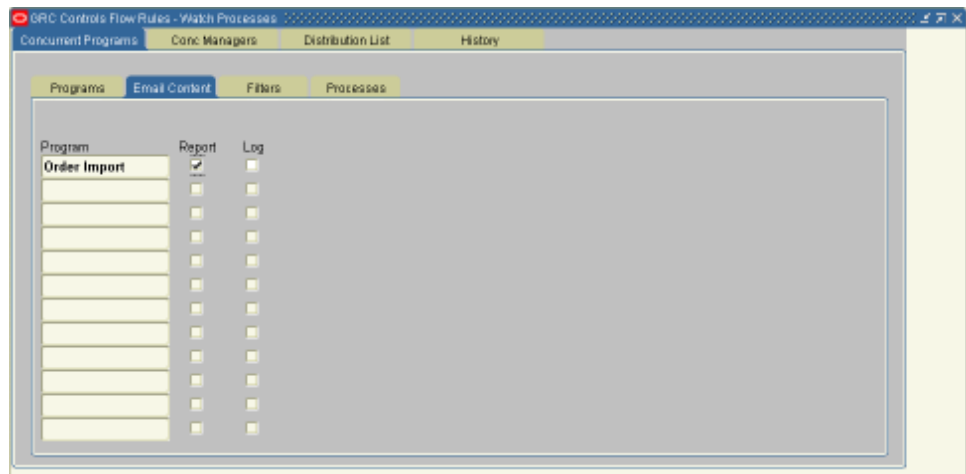 GRC Controls Flow Rules - Watch Processes
Concurrent Programs Conc Managers Distribution List History
Programs Email Content Filters Processes
Program Report Log
Order Import